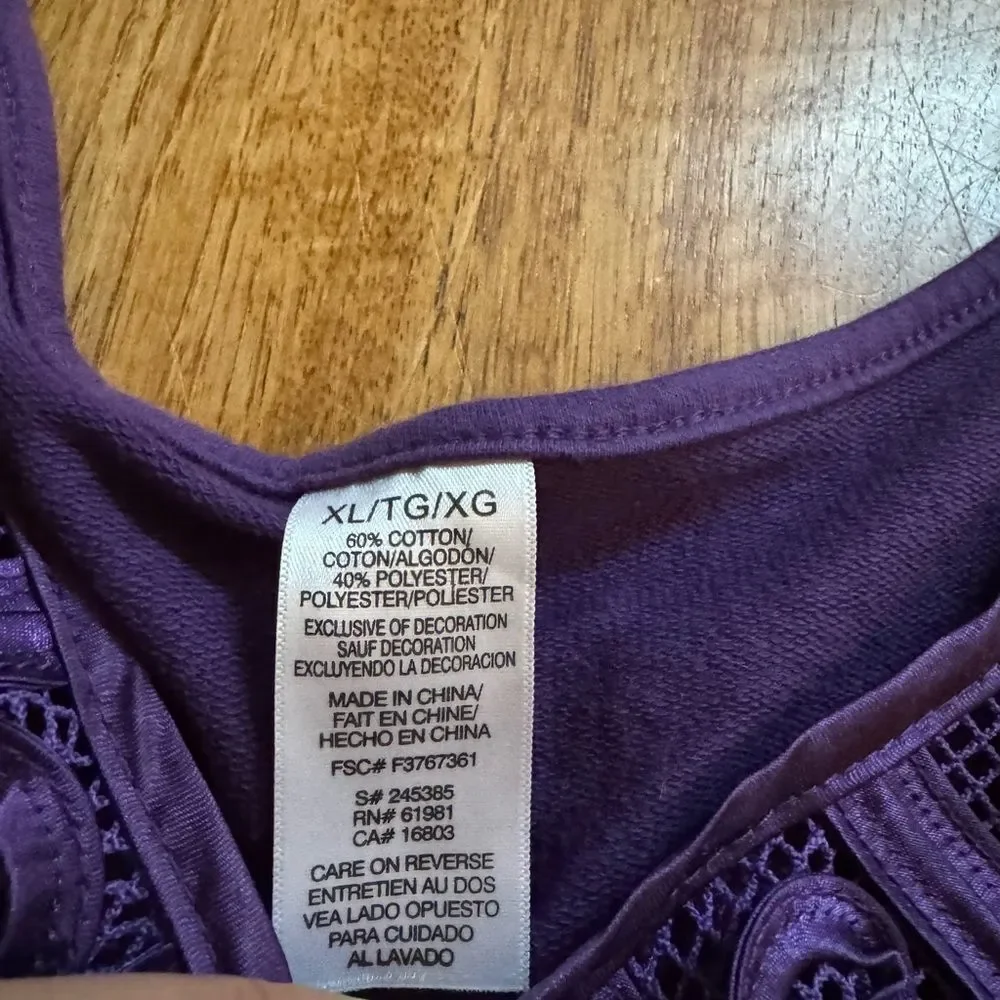 XL/TG/XG
60% COTTON/
COTON/ALGODÓN/
40% POLYESTER/
POLYESTER/POLIESTER
EXCLUSIVE OF DECORATION
SAUF DECORATION
EXCLUYENDO LA DECORACION
MADE IN CHINA/
FAIT EN CHINE/
HECHO EN CHINA
FSC# F3767361
S# 245385
RN# 61981
CA# 16803
CARE ON REVERSE
ENTRETIEN AU DOS
VEA LADO OPUESTO
PARA CUIDADO
AL LAVADO